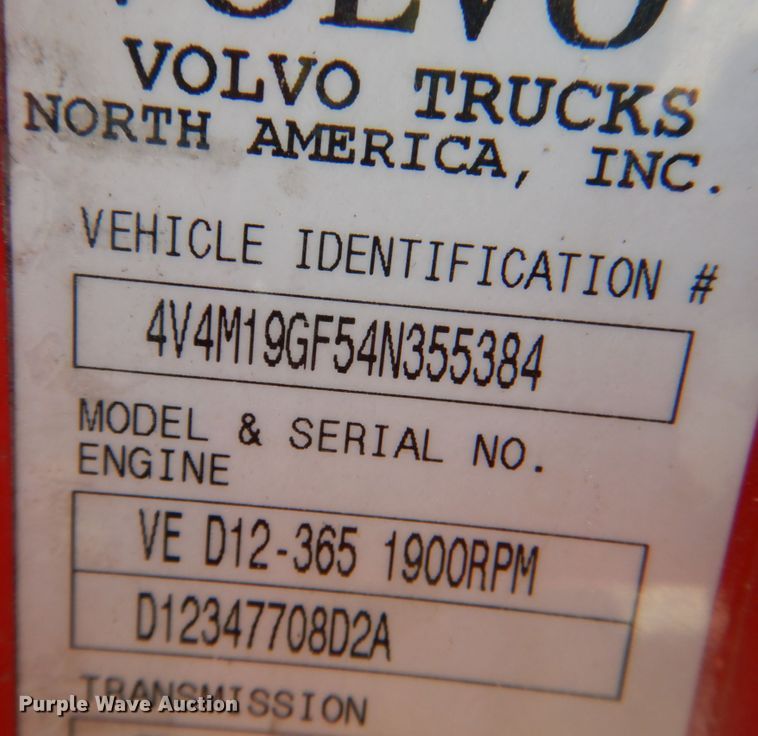 VOLVO
VOLVO TRUCKS
NORTH AMERICA, INC.
VEHICLE IDENTIFICATION #
4V4M19GF54N355384
MODEL & SERIAL NO.
ENGINE
VE D12-365 1900RPM
D12347708D2A
TRANSMISSION
Purple Wave Auction